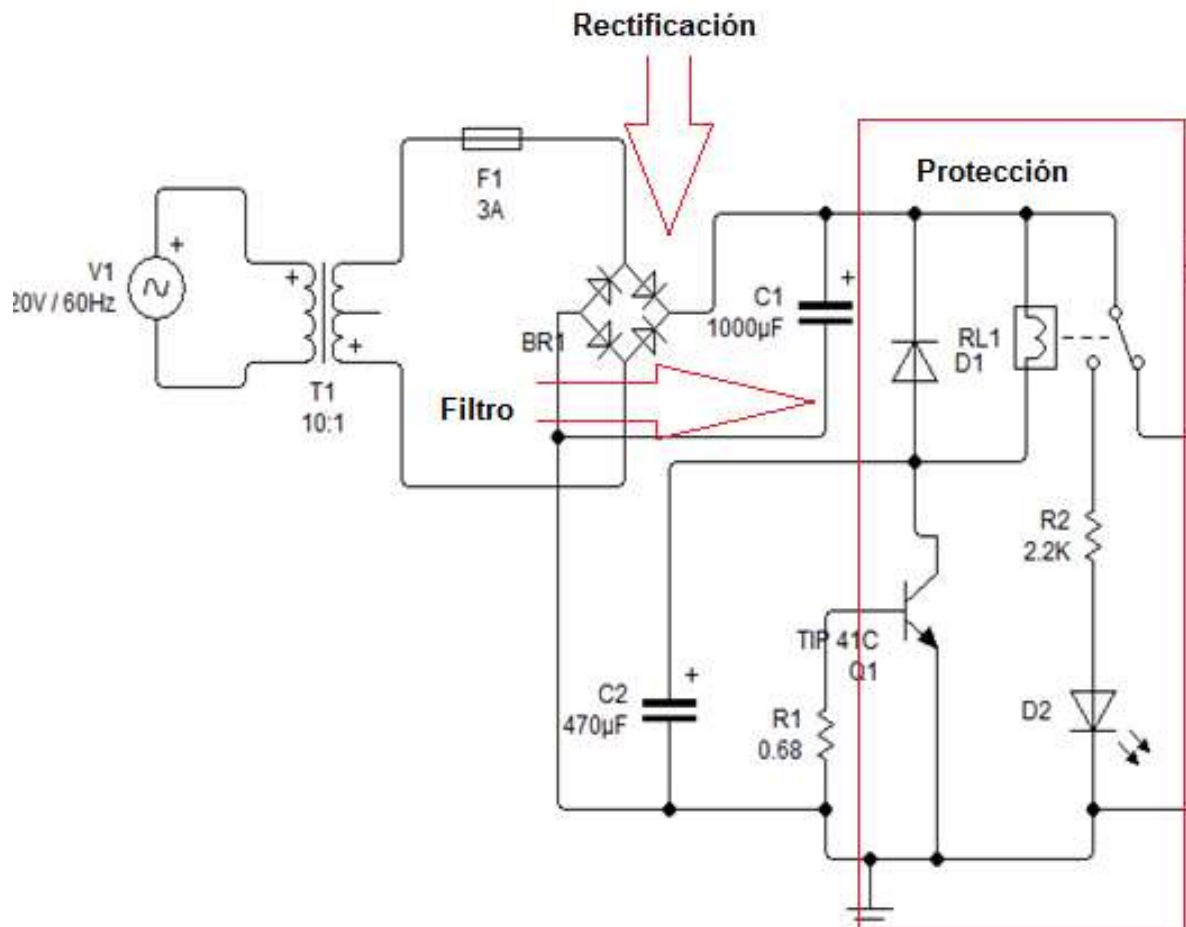 Rectificación
Protección
F1
3A
V1
20V / 60Hz
+
+
+
T1
10:1
BR1
C1
1000µF
+
RL1
D1
Filtro
R2
2.2K
TIP 41C
Q1
C2
470µF
+
R1
0.68
D2